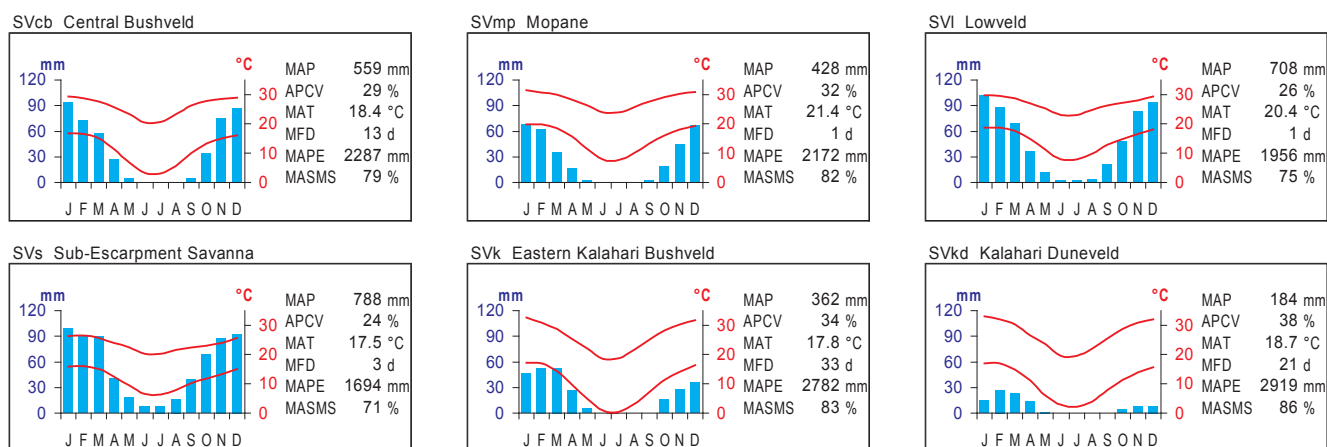 SVcb Central Bushveld
mm °C
120
90 30
60 20
30 10
0 0
J F M A M J J A S O N D
MAP 559 mm
APCV 29 %
MAT 18.4 °C
MFD 13 d
MAPE 2287 mm
MASMS 79 %
SVmp Mopane
mm °C
120
90 30
60 20
30 10
0 0
J F M A M J J A S O N D
MAP 428 mm
APCV 32 %
MAT 21.4 °C
MFD 1 d
MAPE 2172 mm
MASMS 82 %
SVl Lowveld
mm °C
120
90 30
60 20
30 10
0 0
J F M A M J J A S O N D
MAP 708 mm
APCV 26 %
MAT 20.4 °C
MFD 1 d
MAPE 1956 mm
MASMS 75 %
SVs Sub-Escarpment Savanna
mm °C
120
90 30
60 20
30 10
0 0
J F M A M J J A S O N D
MAP 788 mm
APCV 24 %
MAT 17.5 °C
MFD 3 d
MAPE 1694 mm
MASMS 71 %
SVk Eastern Kalahari Bushveld
mm °C
120
90 30
60 20
30 10
0 0
J F M A M J J A S O N D
MAP 362 mm
APCV 34 %
MAT 17.8 °C
MFD 33 d
MAPE 2782 mm
MASMS 83 %
SVkd Kalahari Duneveld
mm °C
120
90 30
60 20
30 10
0 0
J F M A M J J A S O N D
MAP 184 mm
APCV 38 %
MAT 18.7 °C
MFD 21 d
MAPE 2919 mm
MASMS 86 %